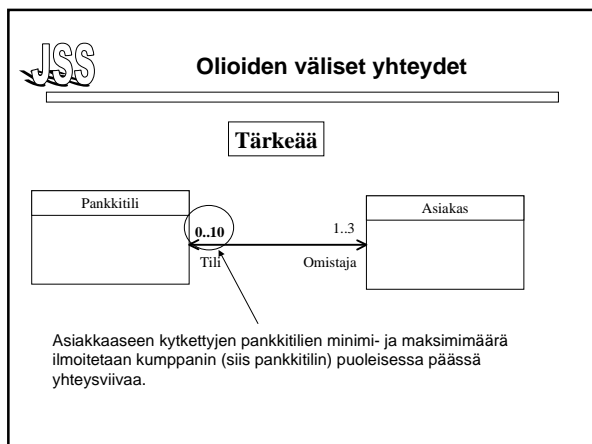 JSS
Olioiden väliset yhteydet
Tärkeää
Pankkitili
Asiakas
0..10
1..3
Tili
Omistaja
Asiakkaaseen kytkettyjen pankkitilien minimi- ja maksimimäärä
ilmoitetaan kumppanin (siis pankkitilin) puoleisessa päässä
yhteysviivaa.